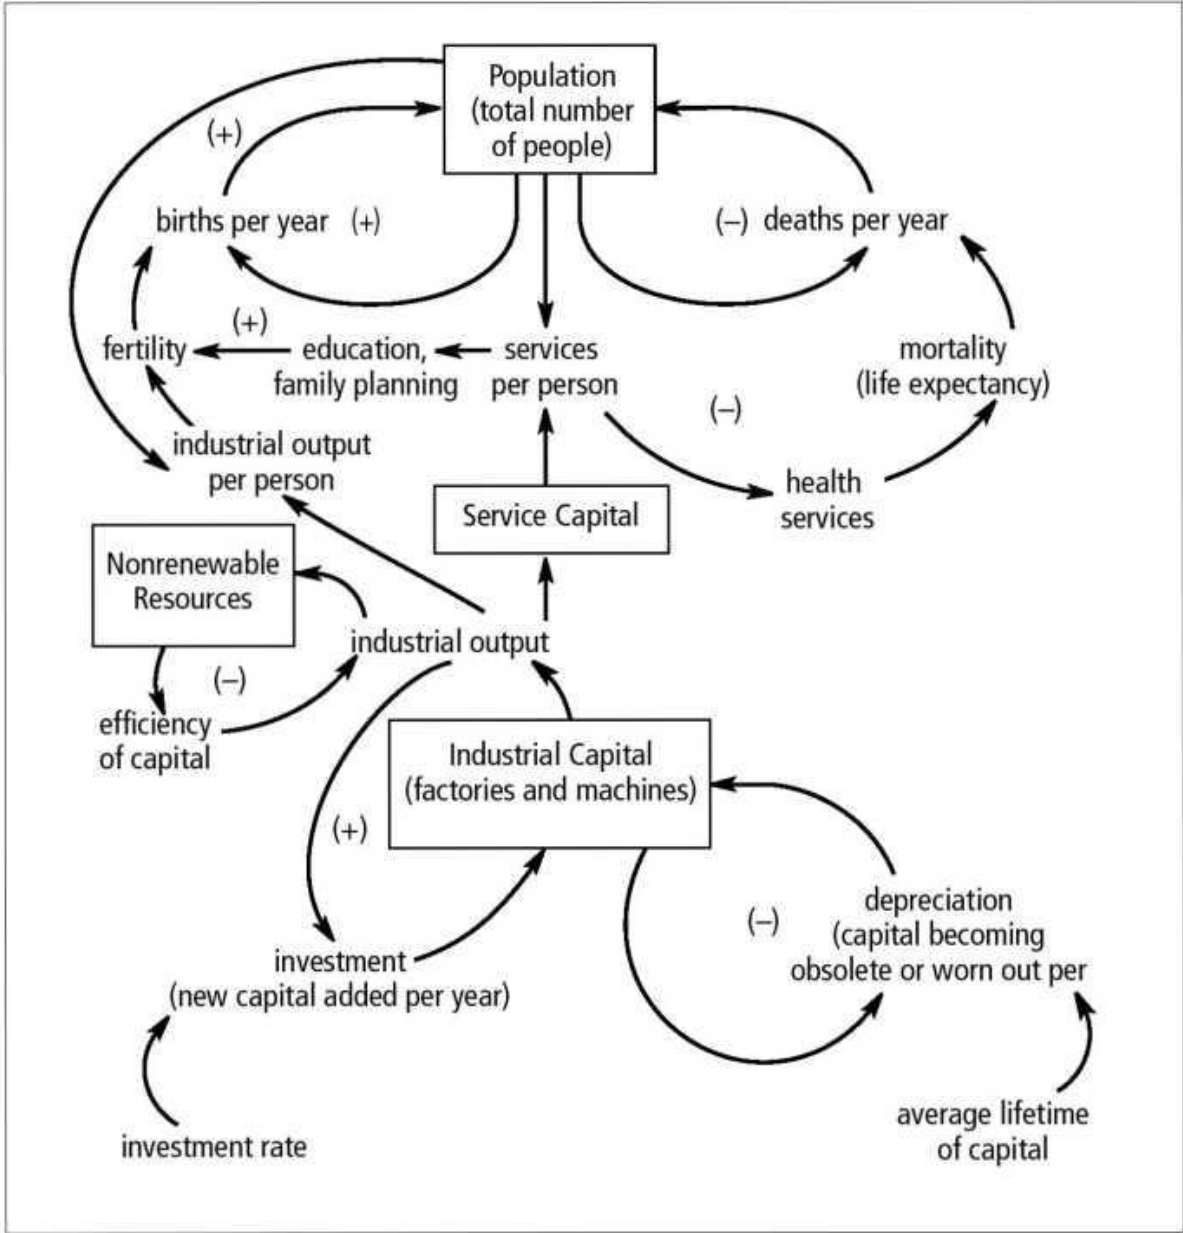 Population
(total number
of people)
(+)
births per year (+)
(–) deaths per year
(+)
fertility
education,
family planning
services
per person
mortality
(life expectancy)
(–)
industrial output
per person
health
services
Service Capital
Nonrenewable
Resources
industrial output
(–)
efficiency
of capital
Industrial Capital
(factories and machines)
(+)
depreciation
(capital becoming
obsolete or worn out per
(–)
investment
(new capital added per year)
average lifetime
of capital
investment rate